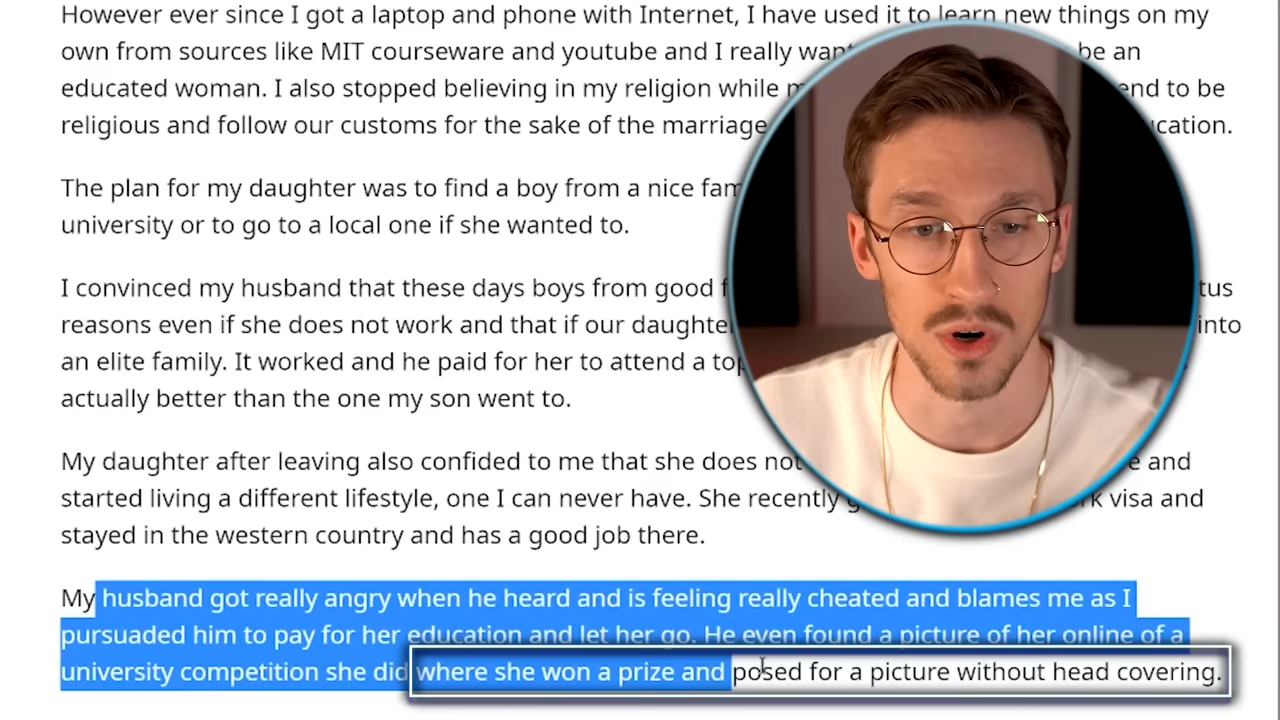 However ever since I got a laptop and phone with Internet, I have used it to learn new things on my
own from sources like MIT courseware and youtube and I really be an
educated woman. I also stopped believing in my religion while to be
religious and follow our customs for the sake of the marriage
The plan for my daughter was to find a boy from a nice
university or to go to a local one if she wanted to.
I convinced my husband that these days boys from good
reasons even if she does not work and that if our into
an elite family. It worked and he paid for her to attend a
actually better than the one my son went to.
My daughter after leaving also confided to me that she does not and
started living a different lifestyle, one I can never have. She recently visa and
stayed in the western country and has a good job there.
My husband got really angry when he heard and is feeling really cheated and blames me as I
pursuaded him to pay for her education and let her go. He even found a picture of her online of a
university competition she did where she won a prize and posed for a picture without head covering.